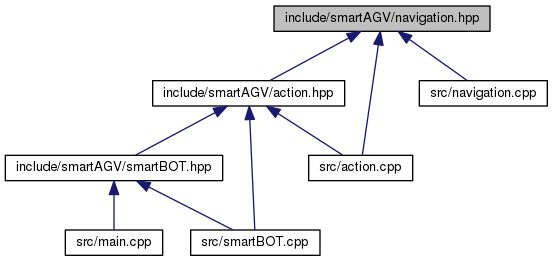 include/smartAGV/navigation.hpp
include/smartAGV/action.hpp
src/navigation.cpp
include/smartAGV/smartBOT.hpp
src/action.cpp
src/main.cpp
src/smartBOT.cpp